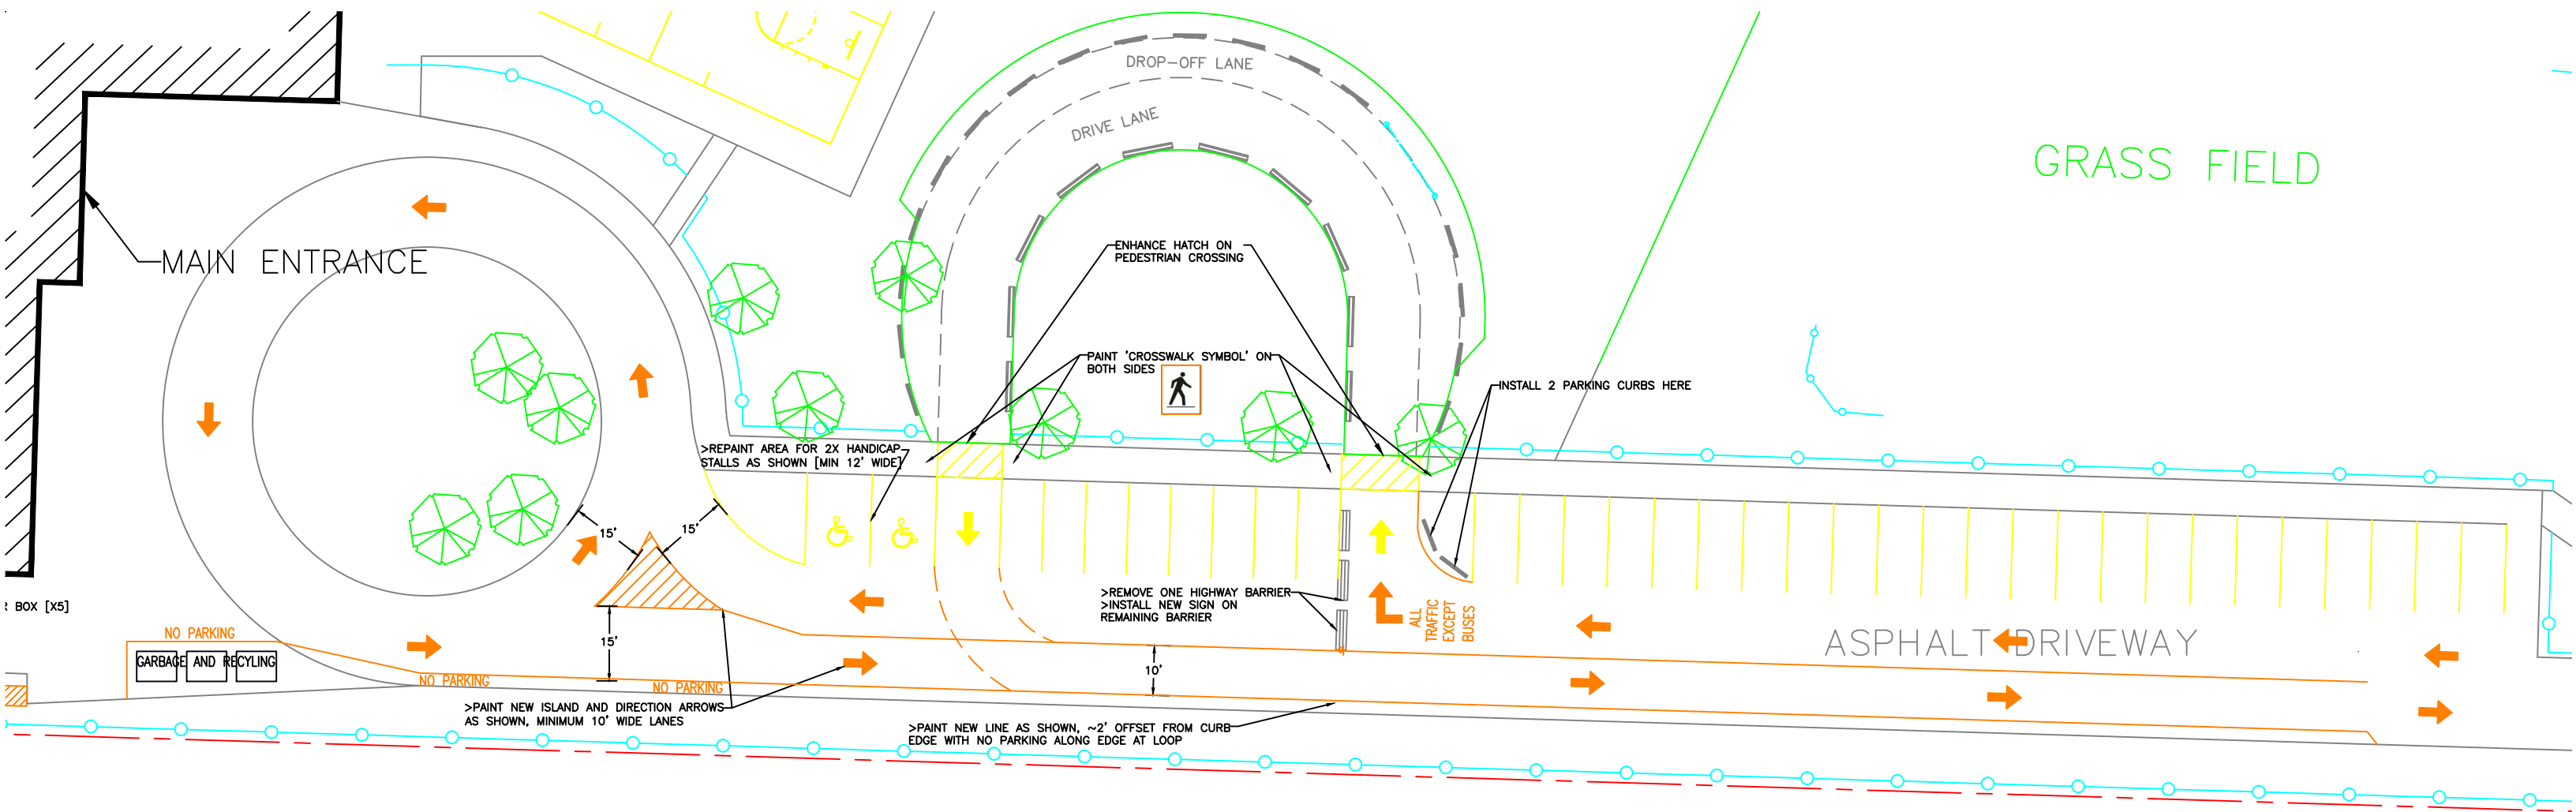 DROP-OFF LANE
DRIVE LANE
GRASS FIELD
MAIN ENTRANCE
ENHANCE HATCH ON
PEDESTRIAN CROSSING
PAINT 'CROSSWALK SYMBOL' ON
BOTH SIDES
INSTALL 2 PARKING CURBS HERE
>REPAINT AREA FOR 2X HANDICAP
STALLS AS SHOWN [MIN 12' WIDE]
15'
15'
BOX [X5]
>REMOVE ONE HIGHWAY BARRIER
>INSTALL NEW SIGN ON
REMAINING BARRIER
ALL
TRAFFIC
EXCEPT
BUSES
NO PARKING
15'
ASPHALT DRIVEWAY
GARBAGE AND RECYLING
10'
NO PARKING
NO PARKING
>PAINT NEW ISLAND AND DIRECTION ARROWS
AS SHOWN, MINIMUM 10' WIDE LANES
>PAINT NEW LINE AS SHOWN, ~2' OFFSET FROM CURB
EDGE WITH NO PARKING ALONG EDGE AT LOOP